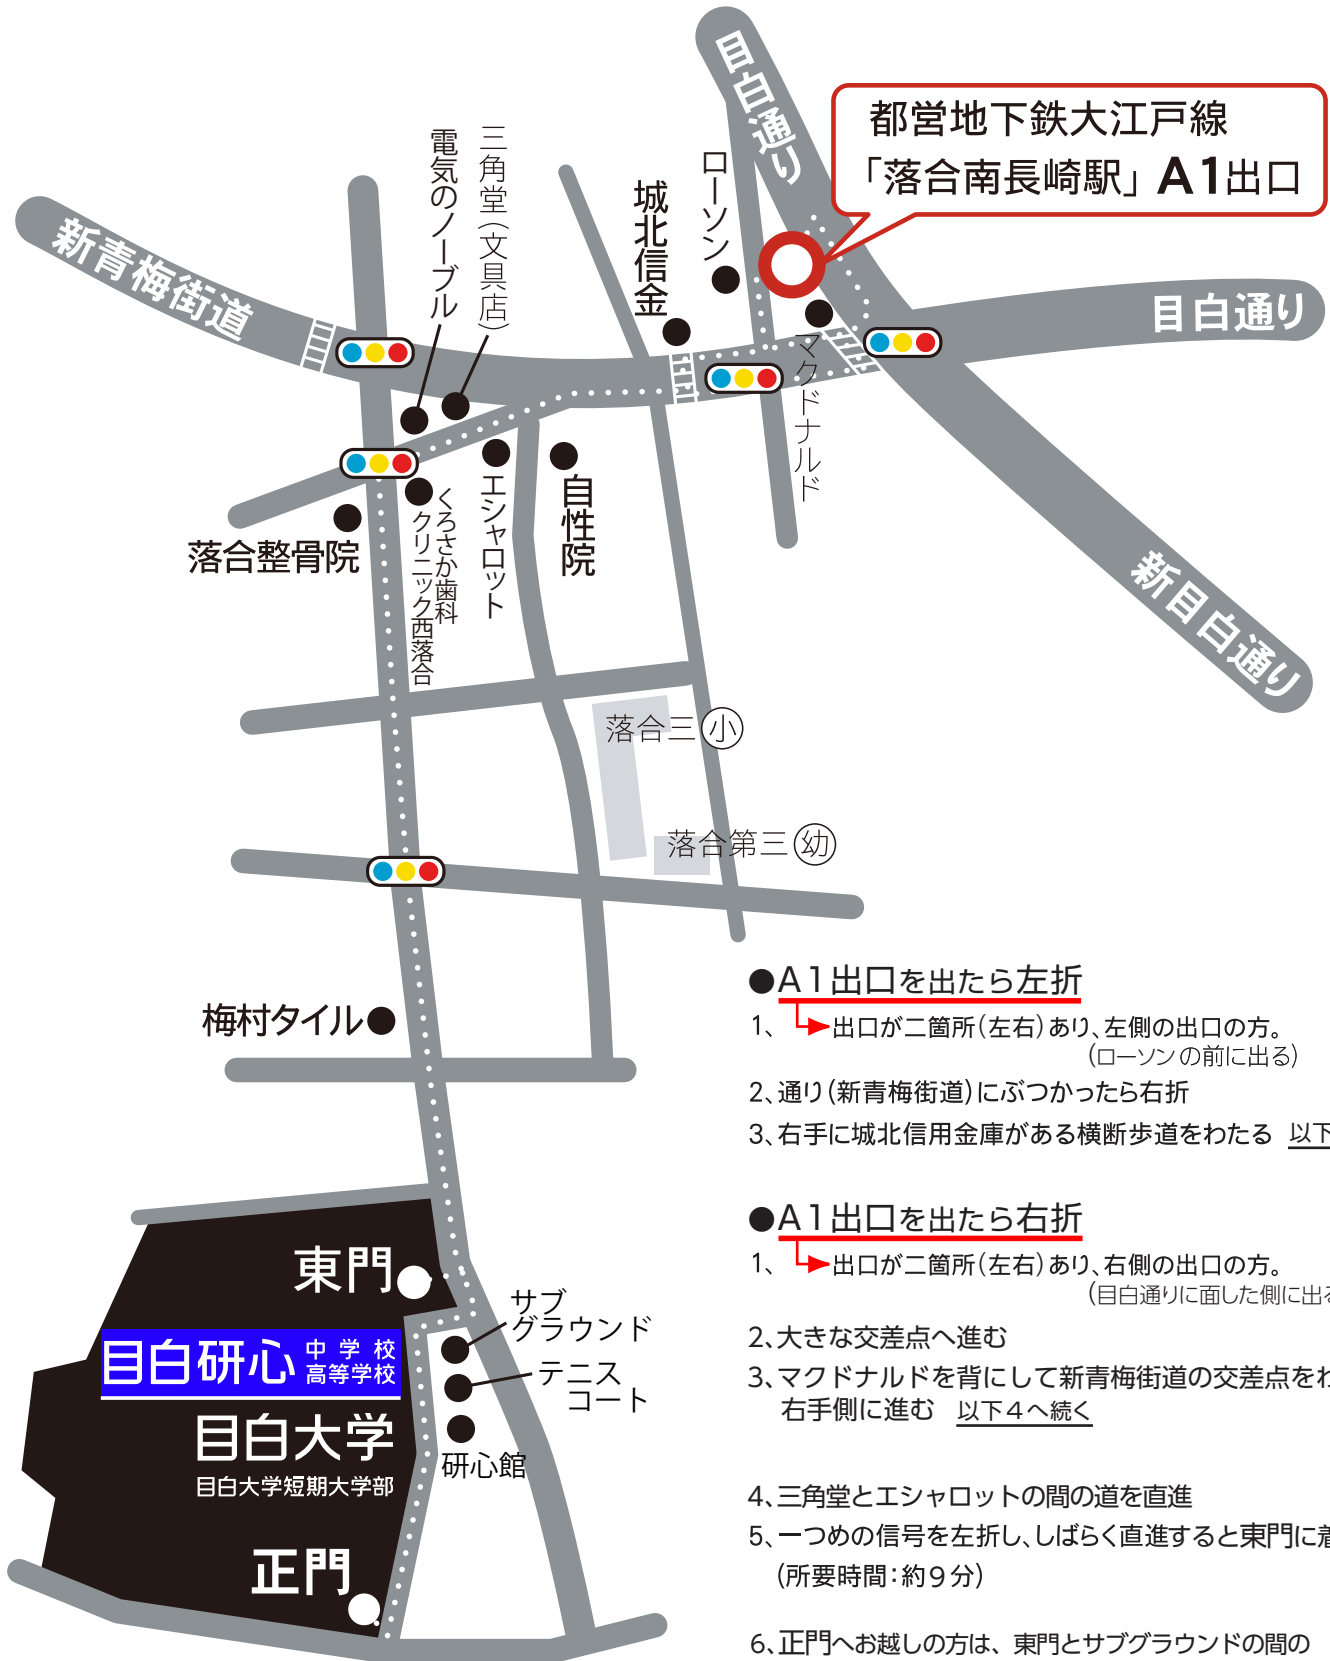 目白通り
都営地下鉄大江戸線
「落合南長崎駅」A1出口
新青梅街道
電気のノーブル
三角堂（文具店）
城北信金
ローソン
目白通り
マクドナルド
新目白通り
落合整骨院
くろさか歯科
クリニック西落合
エシャロット
自性院
落合三小
落合第三幼
梅村タイル
東門
サブ
グラウンド
目白研心 中学校
高等学校
テニス
コート
目白大学
目白大学短期大学部
研心館
正門
●A1出口を出たら左折
1、出口が二箇所（左右）あり、左側の出口の方。
（ローソンの前に出る）
2、通り（新青梅街道）にぶつかったら右折
3、右手に城北信用金庫がある横断歩道をわたる 以下
●A1出口を出たら右折
1、出口が二箇所（左右）あり、右側の出口の方。
（目白通りに面した側に出る
2、大きな交差点へ進む
3、マクドナルドを背にして新青梅街道の交差点を
右手側に進む 以下4へ続く
4、三角堂とエシャロットの間の道を直進
5、一つめの信号を左折し、しばらく直進すると東門に
（所要時間：約9分）
6、正門へお越しの方は、東門とサブグラウンドの間の